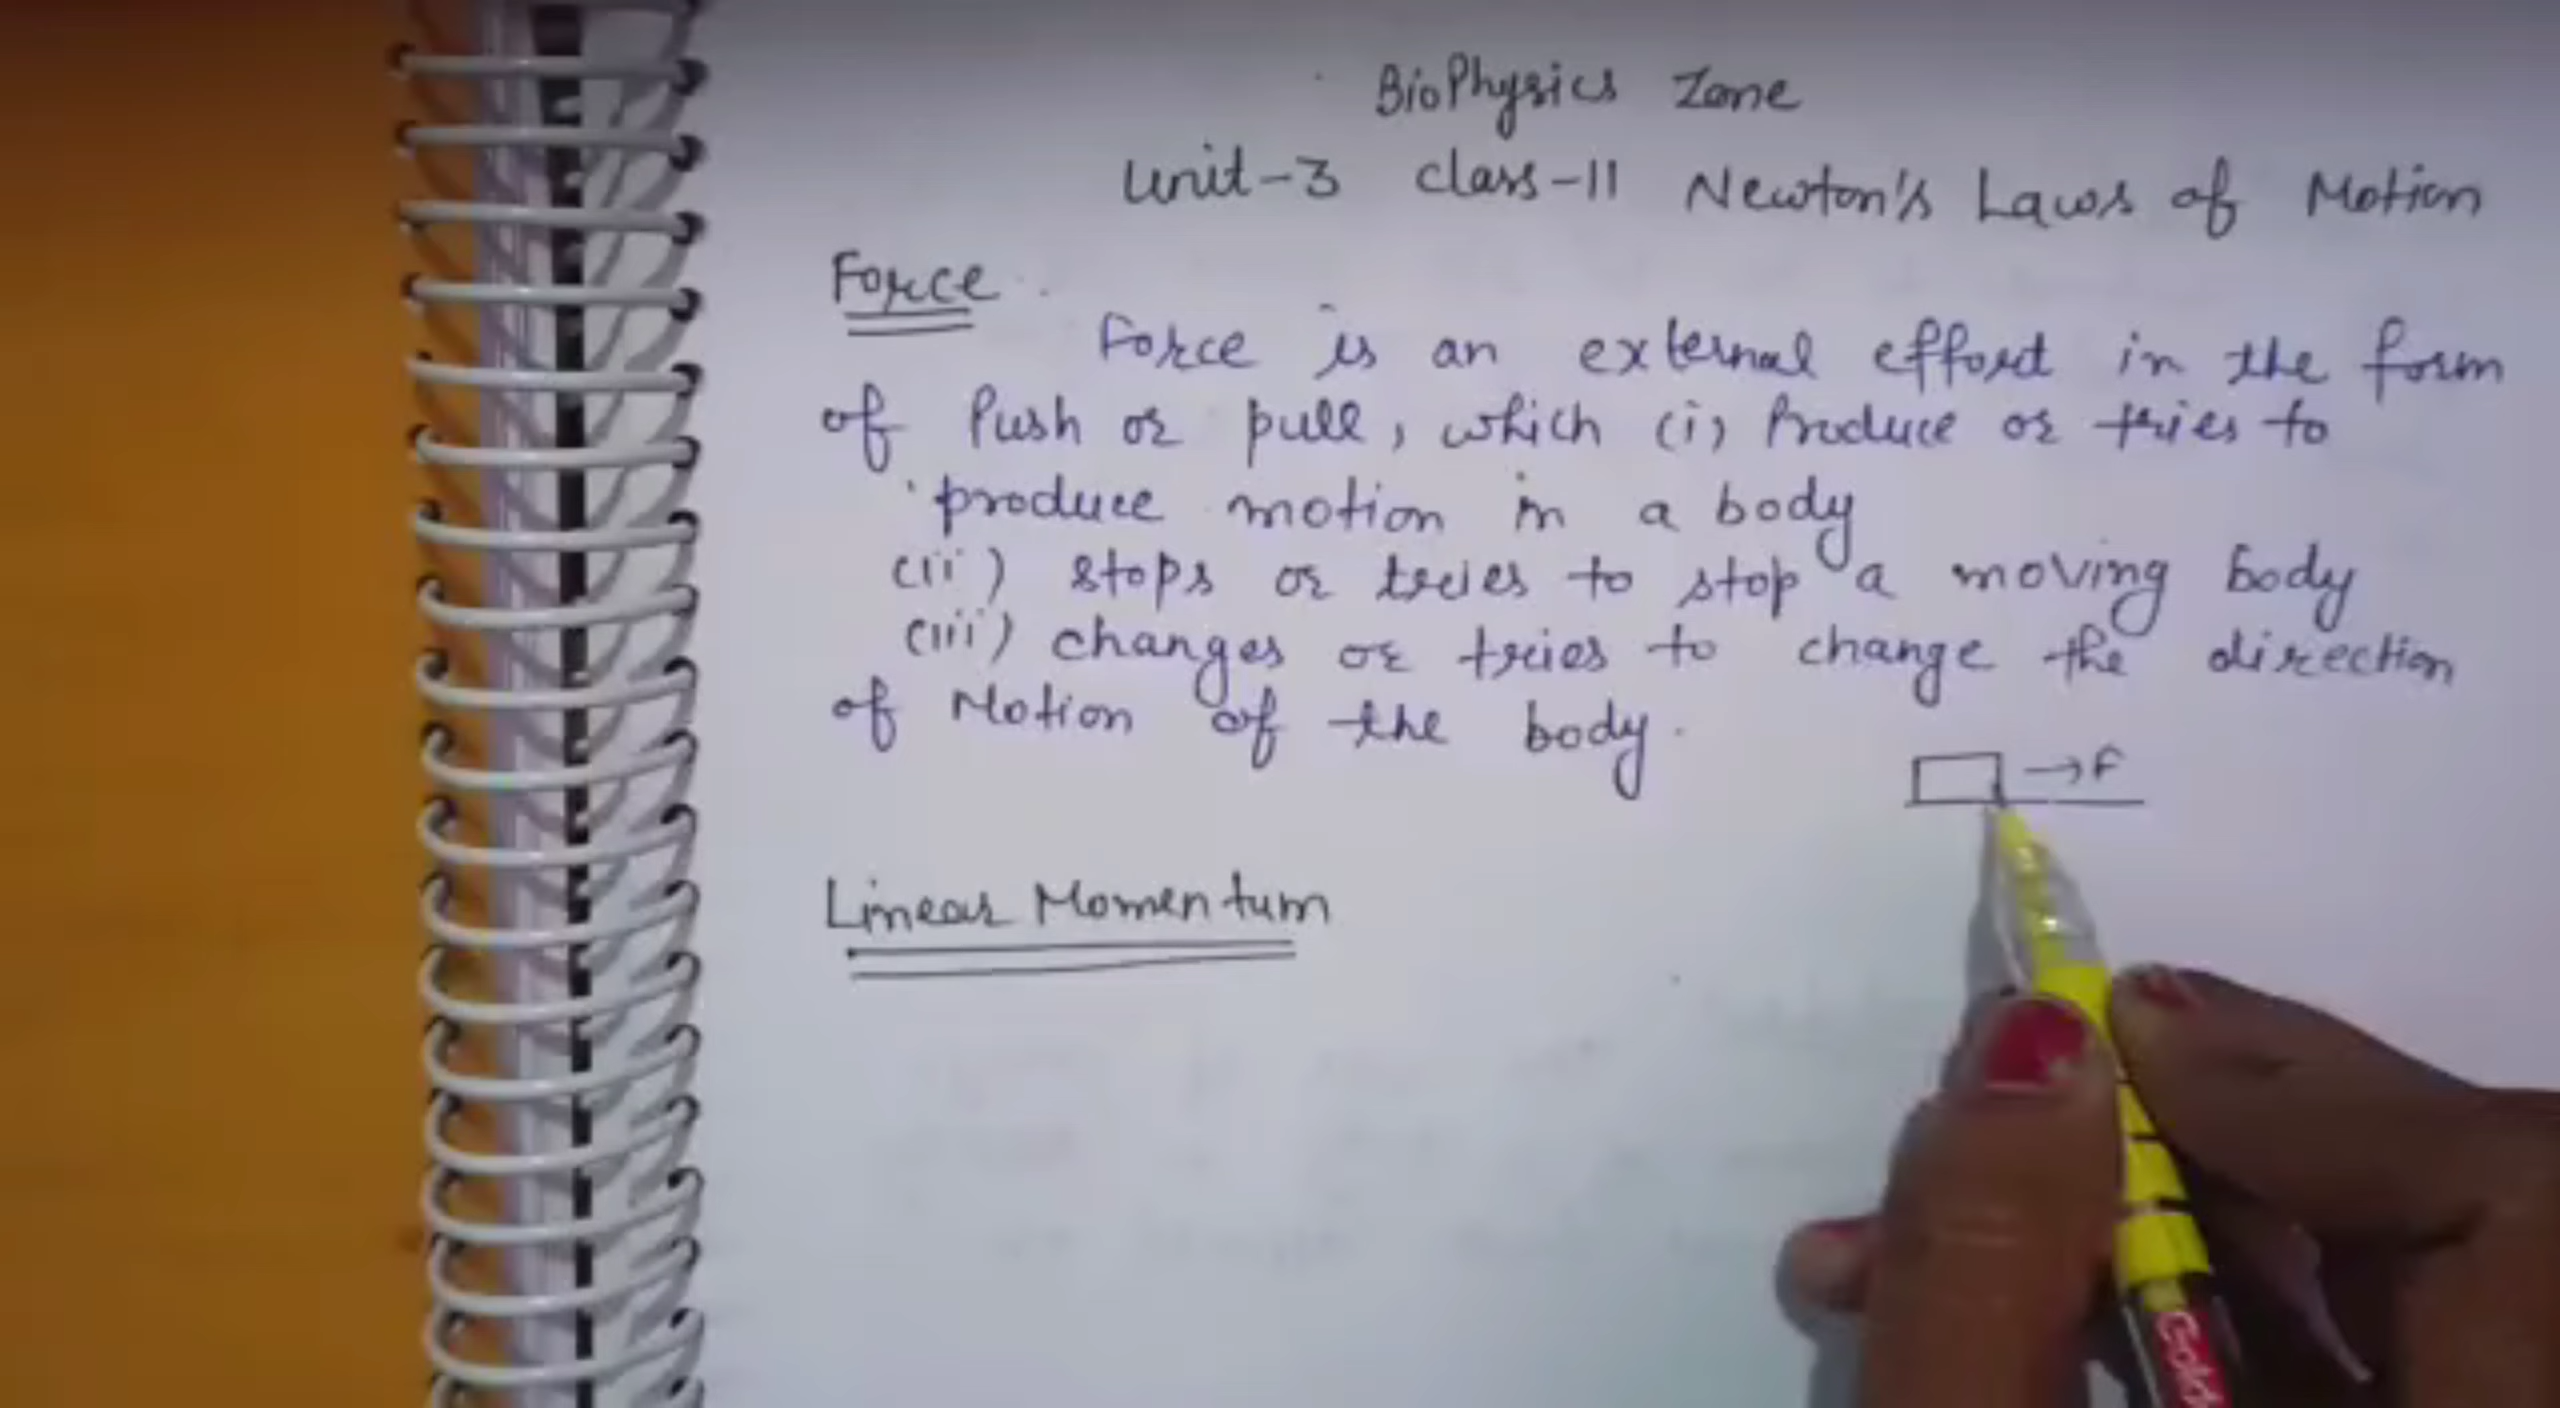 BioPhysics Zone
Unit-3 class-11 Newton's Laws of Motion
Force
Force is an external effort in the form
of Push or pull, which (i) Produce or tries to
produce motion in a body
(ii) stops or tries to stop a moving body
(iii) changes or tries to change the direction
of Motion of the body.
→F
Linear Momentum